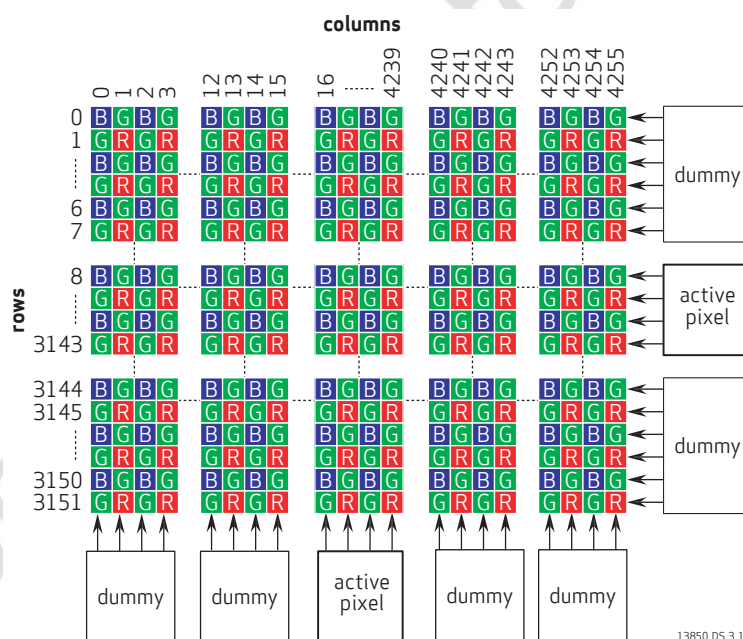 columns
0 1 2 3 12 13 14 15 16 ...... 4239 4240 4241 4242 4243 4252 4253 4254 4255
0 B G B G B G B G B G B G B G B G B G B G
1 G R G R G R G R G R G R G R G R G R G R
B G B G B G B G B G B G B G B G B G B G
dummy
G R G R G R G R G R G R G R G R G R G R
6 B G B G B G B G B G B G B G B G B G B G
7 G R G R G R G R G R G R G R G R G R G R
rows
8 B G B G B G B G B G B G B G B G B G B G
G R G R G R G R G R G R G R G R G R G R
active
pixel
B G B G B G B G B G B G B G B G B G B G
3143 G R G R G R G R G R G R G R G R G R G R
3144 B G B G B G B G B G B G B G B G B G B G
3145 G R G R G R G R G R G R G R G R G R G R
B G B G B G B G B G B G B G B G B G B G
dummy
G R G R G R G R G R G R G R G R G R G R
3150 B G B G B G B G B G B G B G B G B G B G
3151 G R G R G R G R G R G R G R G R G R G R
dummy dummy active pixel dummy dummy
13850 DS 3 1